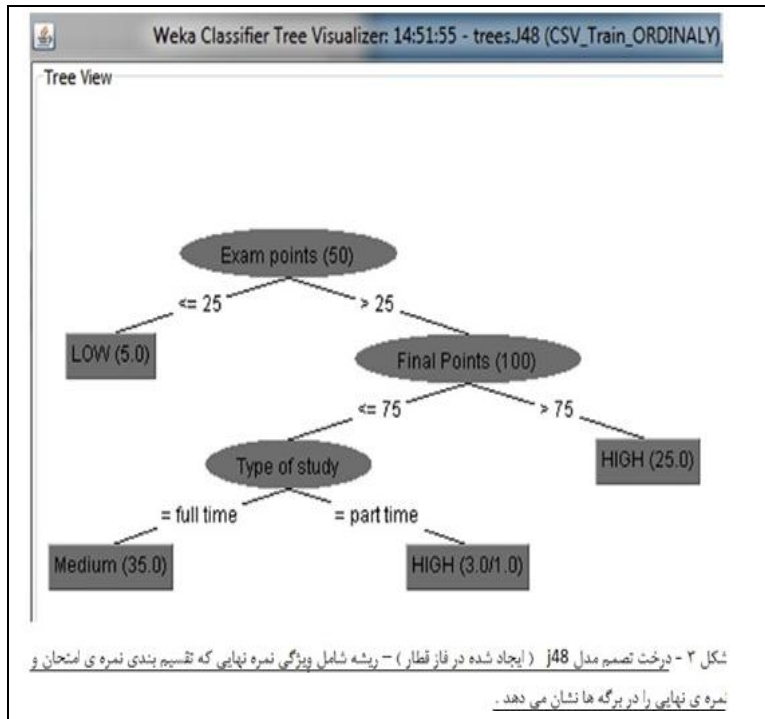 Weka Classifier Tree Visualizer: 14:51:55 - trees.J48 (CSV_Train_ORDINALY)
Tree View
Exam points (50)
<= 25
> 25
LOW (5.0)
Final Points (100)
<= 75
> 75
Type of study
HIGH (25.0)
= full time
= part time
Medium (35.0)
HIGH (3.0/1.0)
شکل ۳ - درخت تصمم مدل j48 ( ایجاد شده در فاز قطار ) – ریشه شامل ویژگی نمره نهایی که تقسیم بندی نمره ی امتحان و
نمره ی نهایی را در برگه ها نشان می دهد .